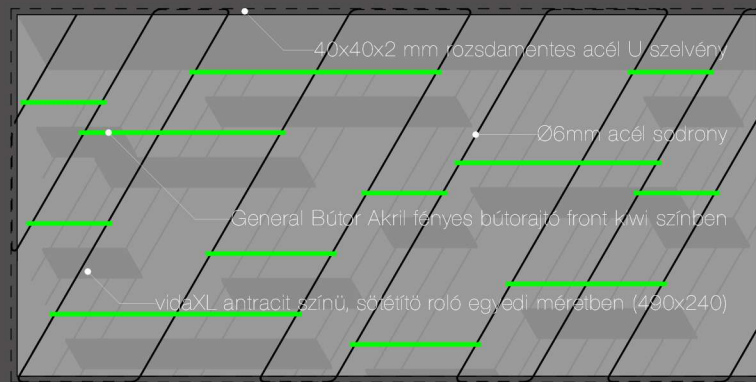 40x40x2 mm rozsdamentes acél U szelvény
Ø6mm acél sodrony
General Bútor Akril fényes bútorajtó front kiwi színben
vidaXL antracit színű, sötétítő roló egyedi méretben (490x240)